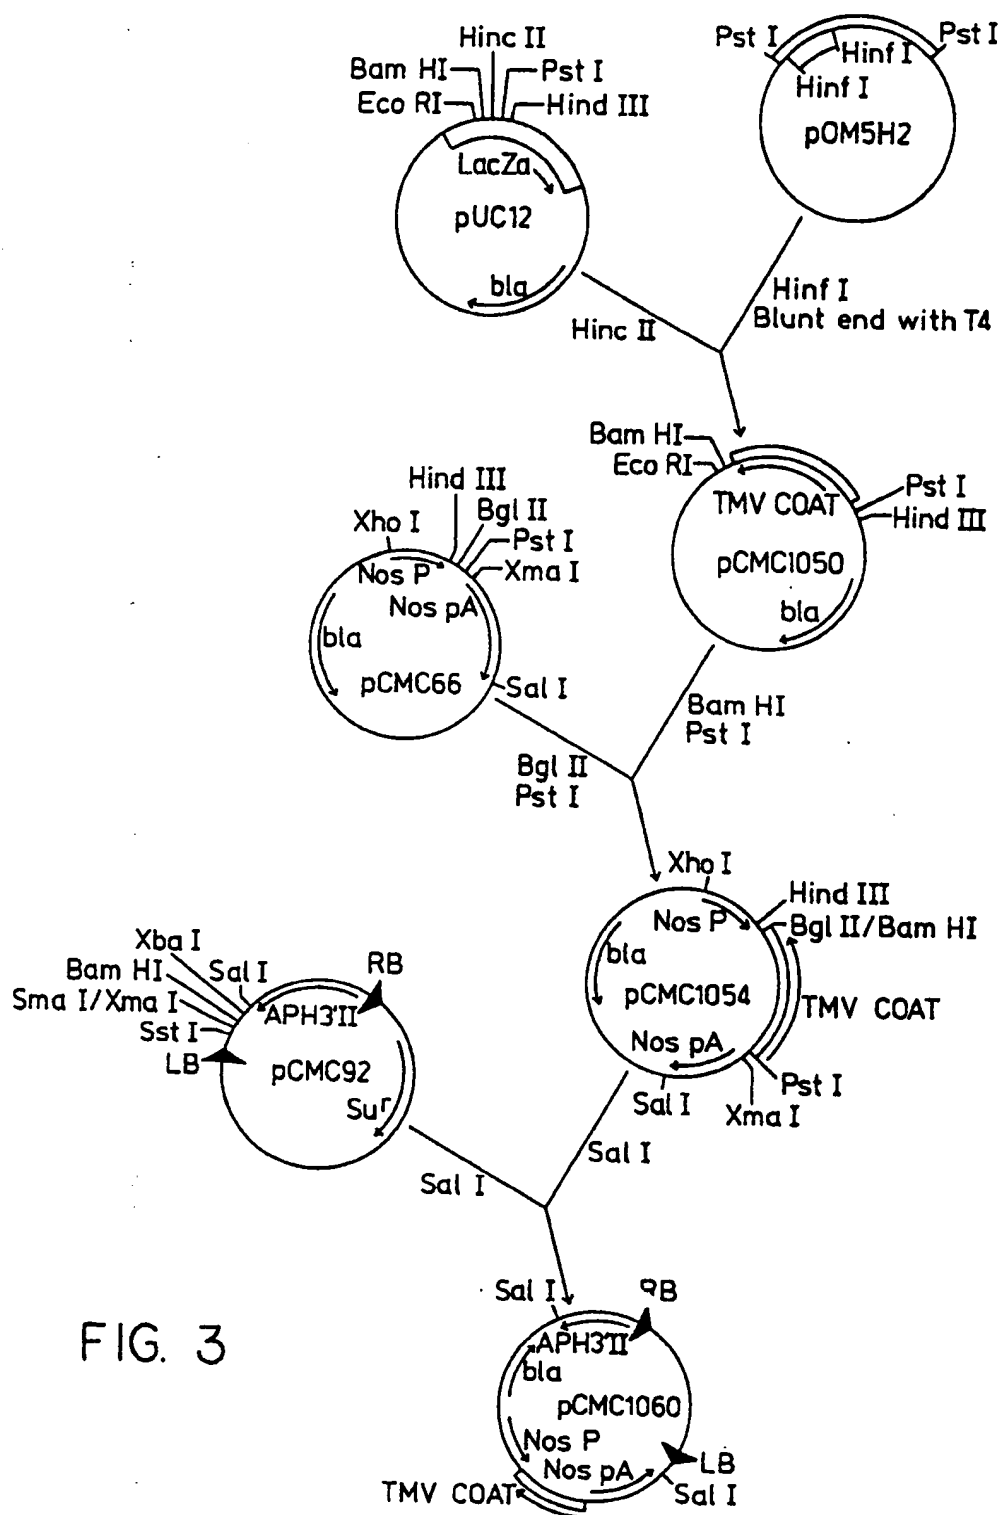 Hinc II
Bam HI
Pst I
Eco RI
Hind III
LacZa
pUC12
bla
Pst I
Pst I
Hinf I
Hinf I
pOM5H2
Hinc II
Hinf I
Blunt end with T4
Bam HI
Eco RI
TMV COAT
Pst I
Hind III
pCMC1050
bla
Hind III
Xho I
Bgl II
Pst I
Xma I
Nos P
Nos pA
bla
pCMC66
Sal I
Bam HI
Pst I
Bgl II
Pst I
Xho I
Hind III
Nos P
Bgl II/Bam HI
bla
pCMC1054
TMV COAT
Nos pA
Pst I
Sal I
Xma I
Xba I
Bam HI
Sal I
RB
Sma I/Xma I
APH3'II
Sst I
LB
pCMC92
Suʳ
Sal I
Sal I
Sal I
RB
APH3'II
bla
pCMC1060
Nos P
Nos pA
LB
TMV COAT
Sal I
FIG. 3